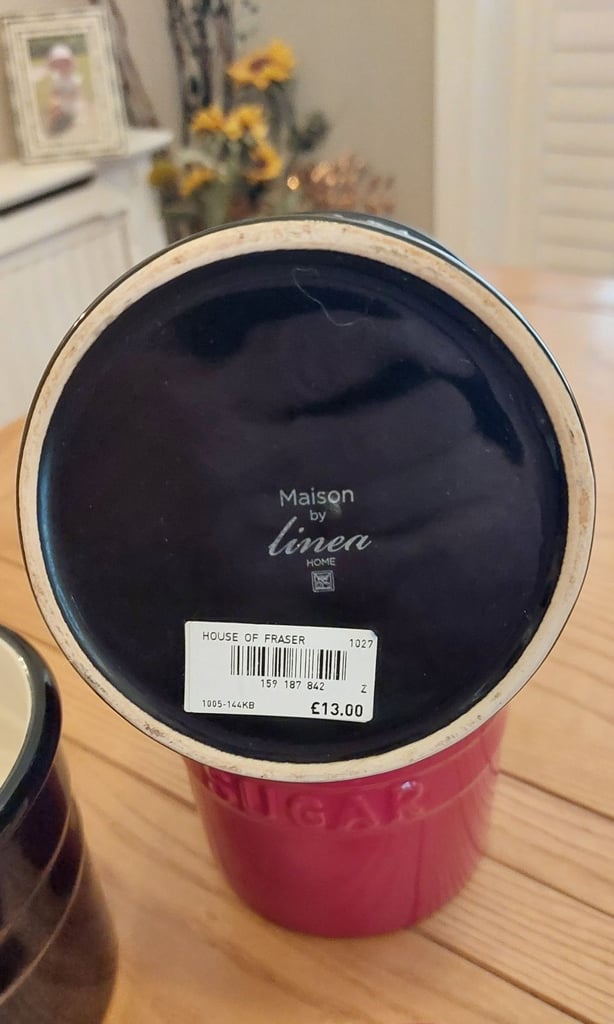 Maison
by
linea
HOME
HOUSE OF FRASER 1027
159 187 842 Z
1005-144KB £13.00
SUGAR